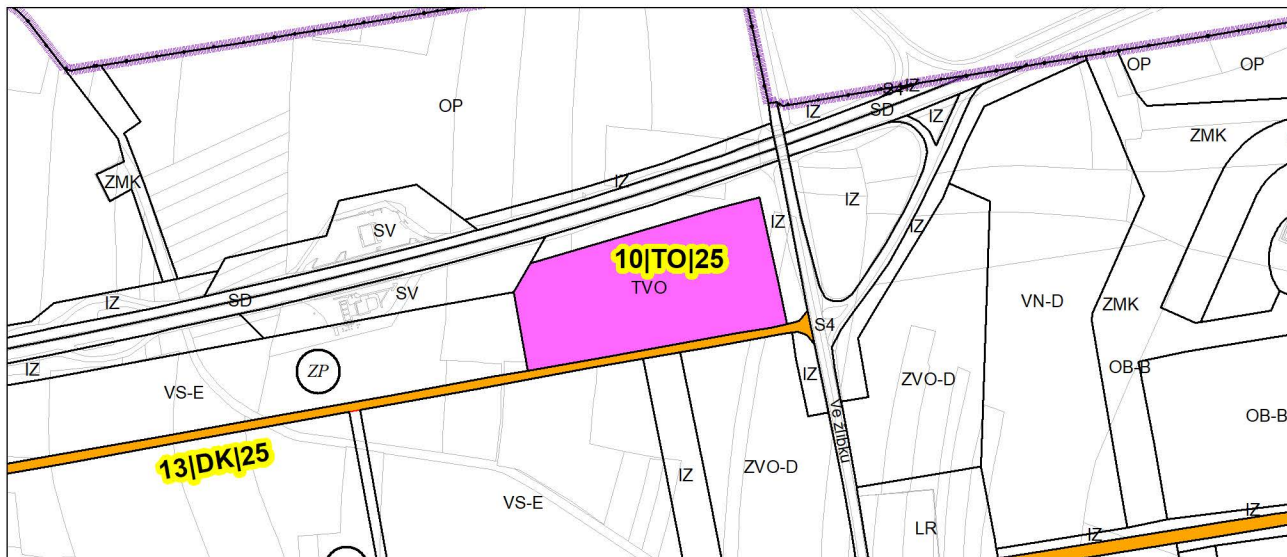 OP
OP
OP
IZ
S4
IZ
SD
IZ
ZMK
ZMK
IZ
IZ
SV
IZ
IZ
10|TO|25
TVO
SV
IZ
SD
VN-D
ZMK
S4
IZ
ZP
IZ
ZVO-D
OB-B
VS-E
OB-B
Ve žlíbku
13|DK|25
ZVO-D
IZ
VS-E
LR
IZ
IZ